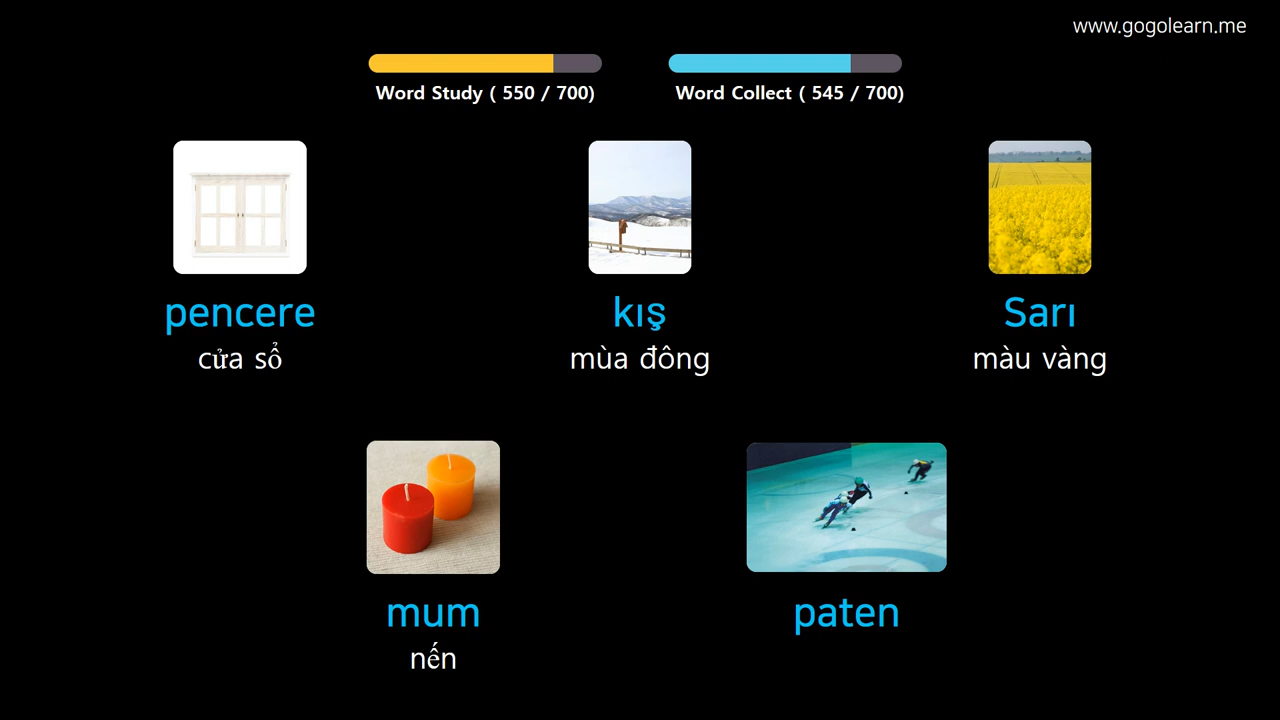 www.gogolearn.me
Word Study ( 550 / 700)
Word Collect ( 545 / 700)
pencere
cửa sổ
kış
mùa đông
Sarı
màu vàng
mum
nến
paten